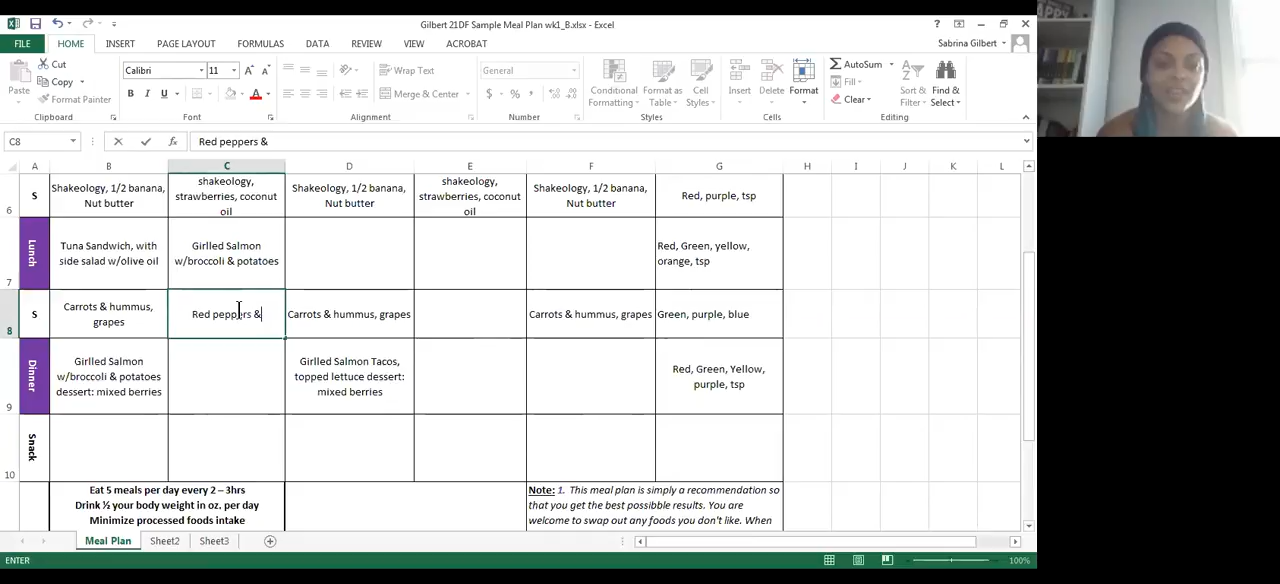 Gilbert 21DF Sample Meal Plan wk1_B.xlsx - Excel
?
FILE HOME INSERT PAGE LAYOUT FORMULAS DATA REVIEW VIEW ACROBAT
Sabrina Gilbert
Paste
Cut
Copy
Format Painter
Clipboard
Calibri 11
B I U
Font
Wrap Text
Merge & Center
Alignment
General
$ % ,
Number
Conditional Formatting
Format as Table
Cell Styles
Styles
Insert
Delete
Format
Cells
AutoSum
Fill
Clear
Sort & Filter
Find & Select
Editing
C8
fx
Red peppers &
A B C D E F G H I J K L
6
S
Shakeology, 1/2 banana,
Nut butter
shakeology,
strawberries, coconut
oil
Shakeology, 1/2 banana,
Nut butter
shakeology,
strawberries, coconut
oil
Shakeology, 1/2 banana,
Nut butter
Red, purple, tsp
7
Lunch
Tuna Sandwich, with
side salad w/olive oil
Girlled Salmon
w/broccoli & potatoes
Red, Green, yellow,
orange, tsp
8
S
Carrots & hummus,
grapes
Red peppers &
Carrots & hummus, grapes
Carrots & hummus, grapes
Green, purple, blue
9
Dinner
Girlled Salmon
w/broccoli & potatoes
dessert: mixed berries
Girlled Salmon Tacos,
topped lettuce dessert:
mixed berries
Red, Green, Yellow,
purple, tsp
10
Snack
Eat 5 meals per day every 2 – 3hrs
Drink ½ your body weight in oz. per day
Minimize processed foods intake
Note: 1. This meal plan is simply a recommendation so
that you get the best possibble results. You are
welcome to swap out any foods you don't like. When
Meal Plan Sheet2 Sheet3
ENTER
100%